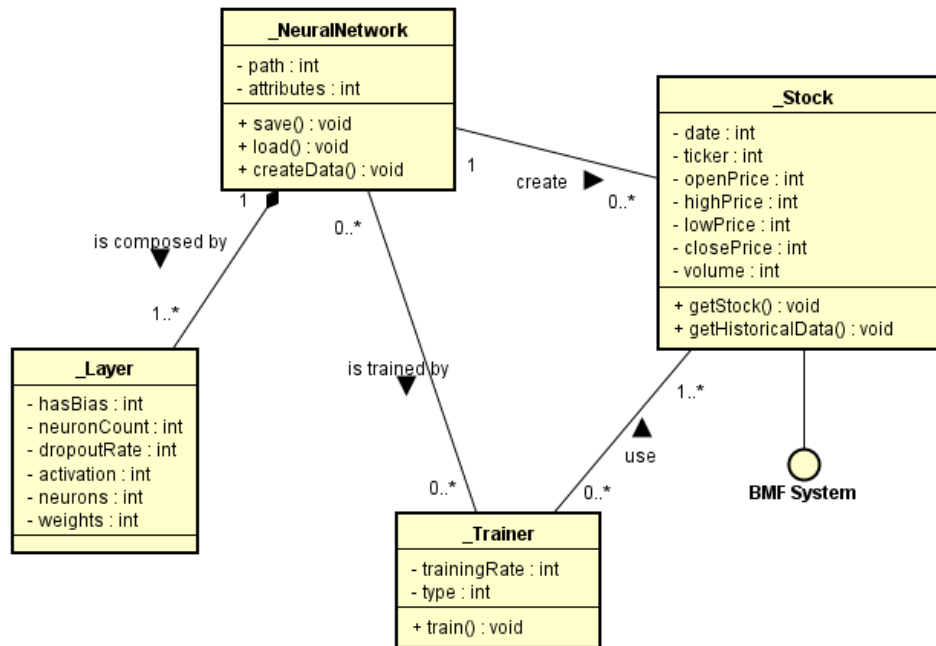 _NeuralNetwork
- path : int
- attributes : int
+ save() : void
+ load() : void
+ createData() : void
_Stock
- date : int
- ticker : int
- openPrice : int
- highPrice : int
- lowPrice : int
- closePrice : int
- volume : int
+ getStock() : void
+ getHistoricalData() : void
1
create
0..*
1
is composed by
1..*
0..*
is trained by
0..*
1..*
use
0..*
BMF System
_Layer
- hasBias : int
- neuronCount : int
- dropoutRate : int
- activation : int
- neurons : int
- weights : int
_Trainer
- trainingRate : int
- type : int
+ train() : void